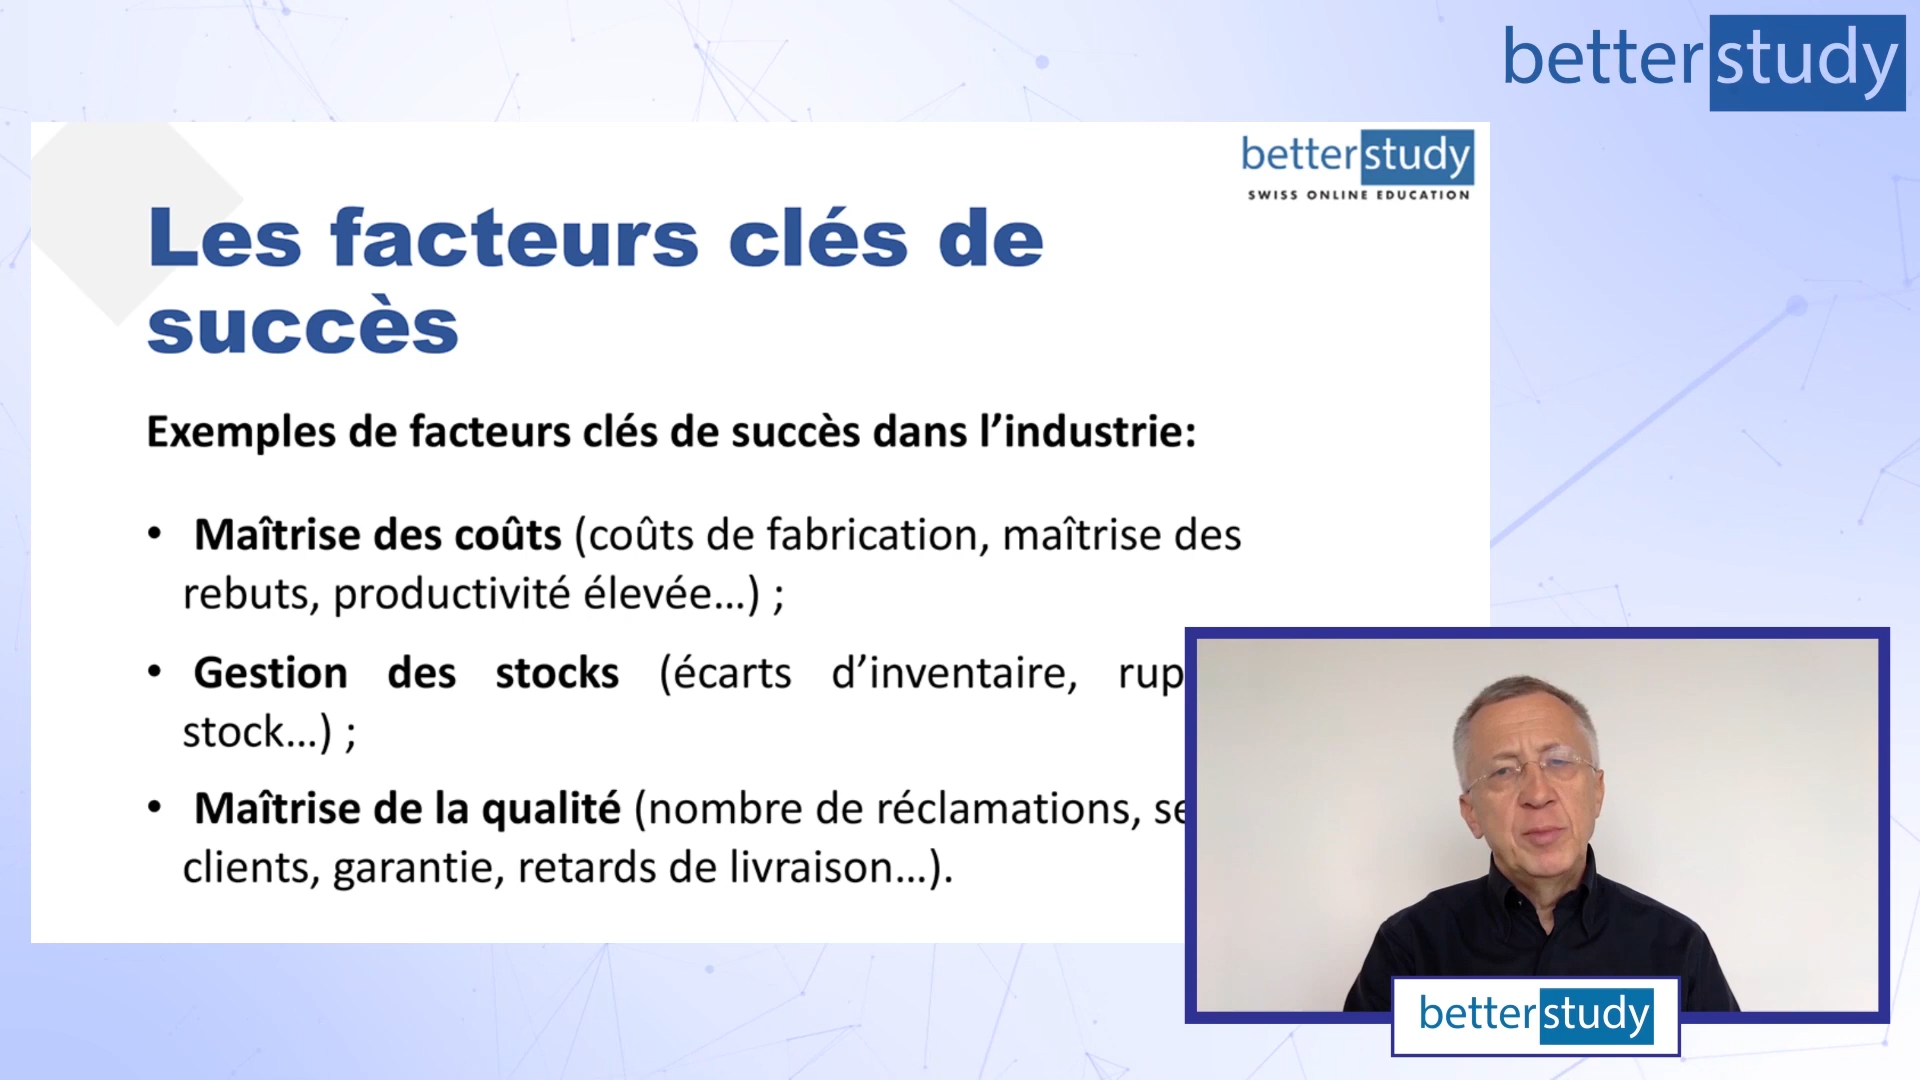 betterstudy
betterstudy
SWISS ONLINE EDUCATION
Les facteurs clés de
succès
Exemples de facteurs clés de succès dans l’industrie:
• Maîtrise des coûts (coûts de fabrication, maîtrise des
rebuts, productivité élevée…) ;
• Gestion des stocks (écarts d’inventaire,
stock…) ;
• Maîtrise de la qualité (nombre de réclamations,
clients, garantie, retards de livraison…).
betterstudy